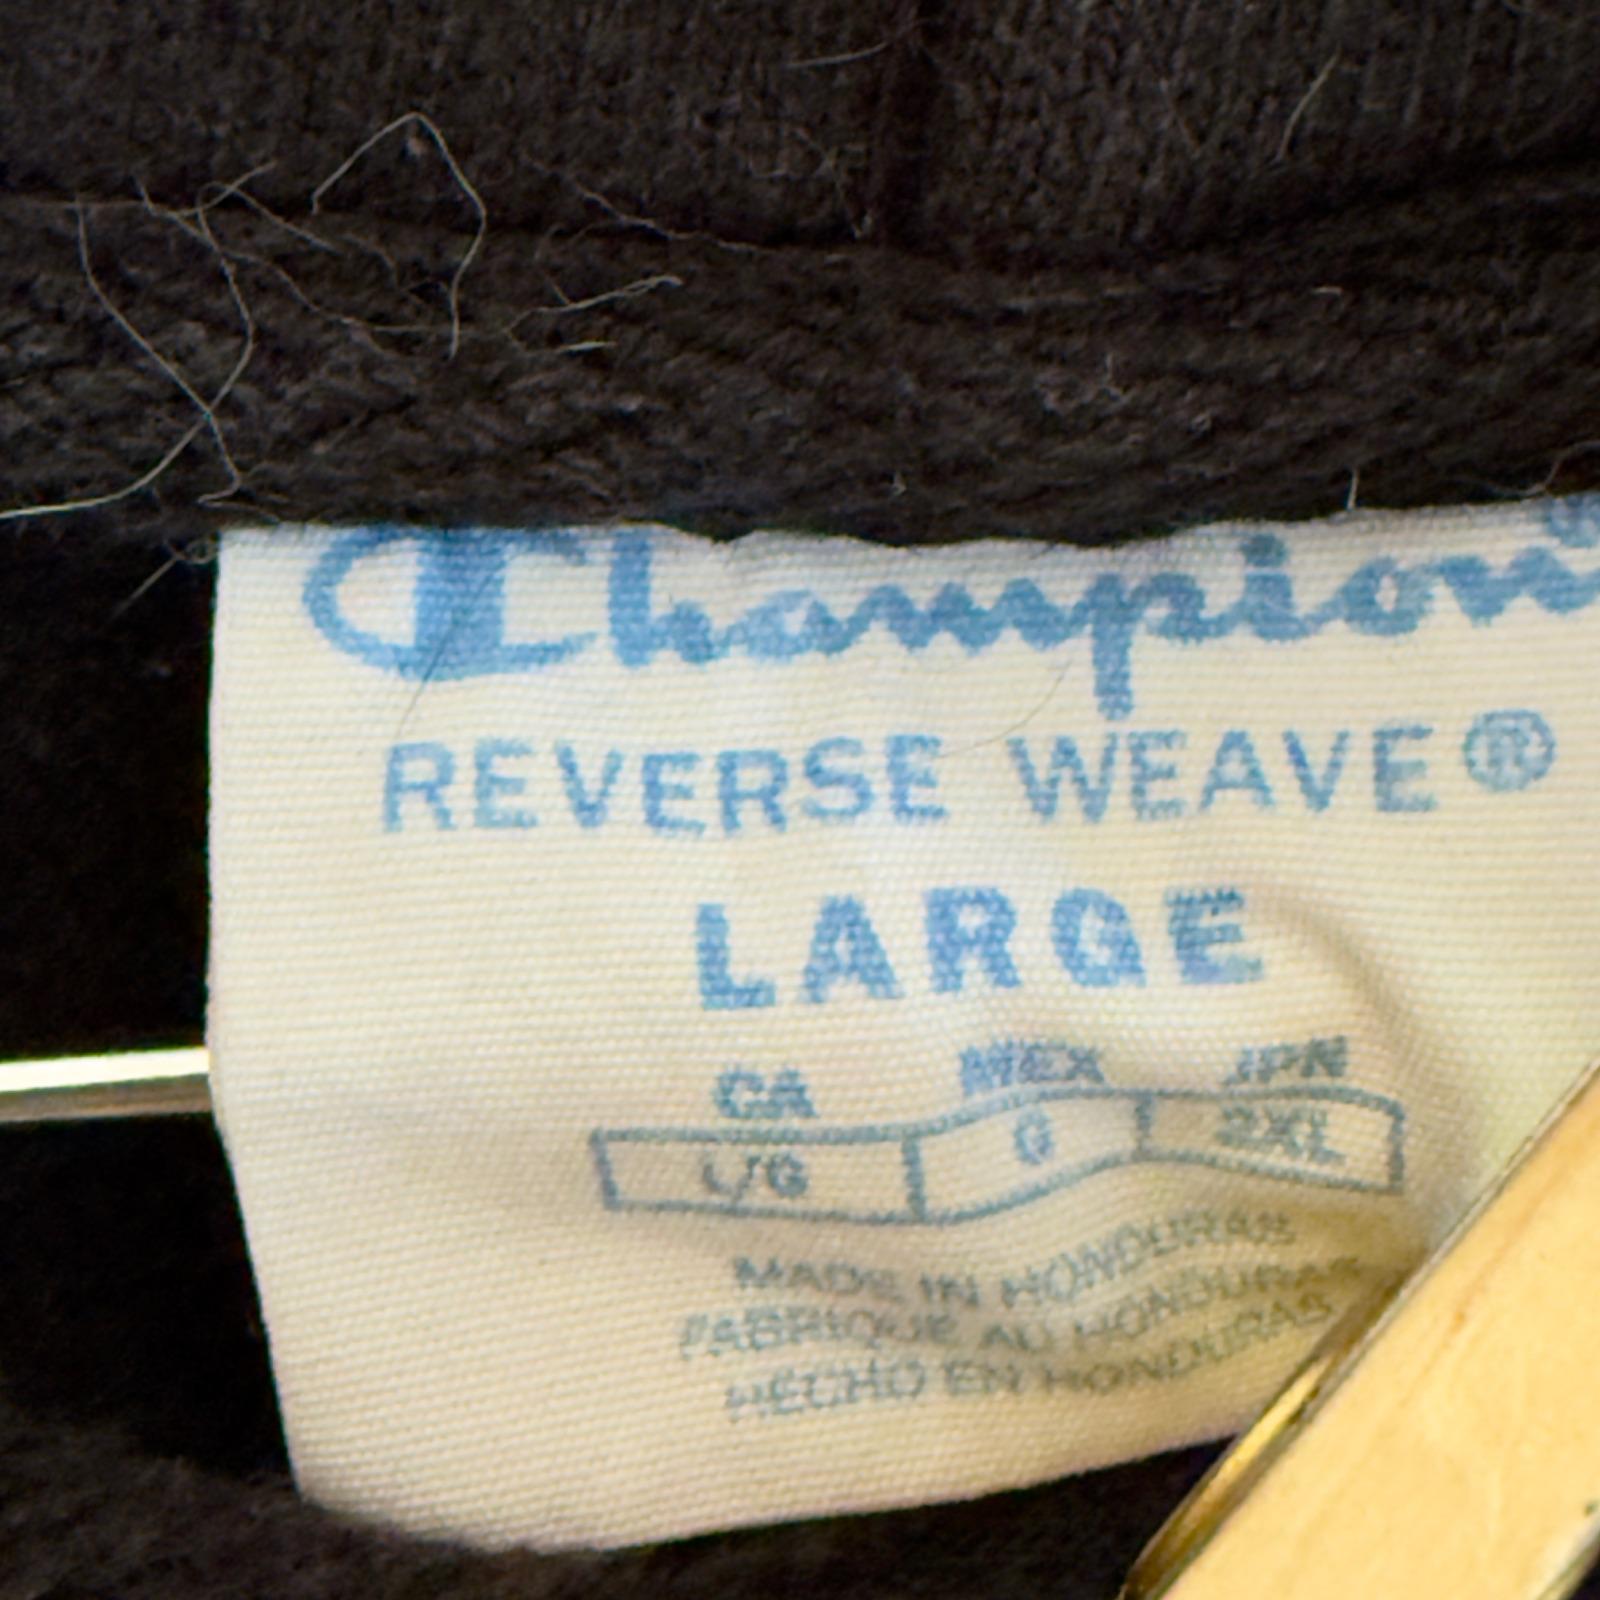 Champion®
REVERSE WEAVE®
LARGE
CA MEX JPN
L/G G 2XL
MADE IN HONDURAS
FABRIQUE AU HONDURAS
HECHO EN HONDURAS